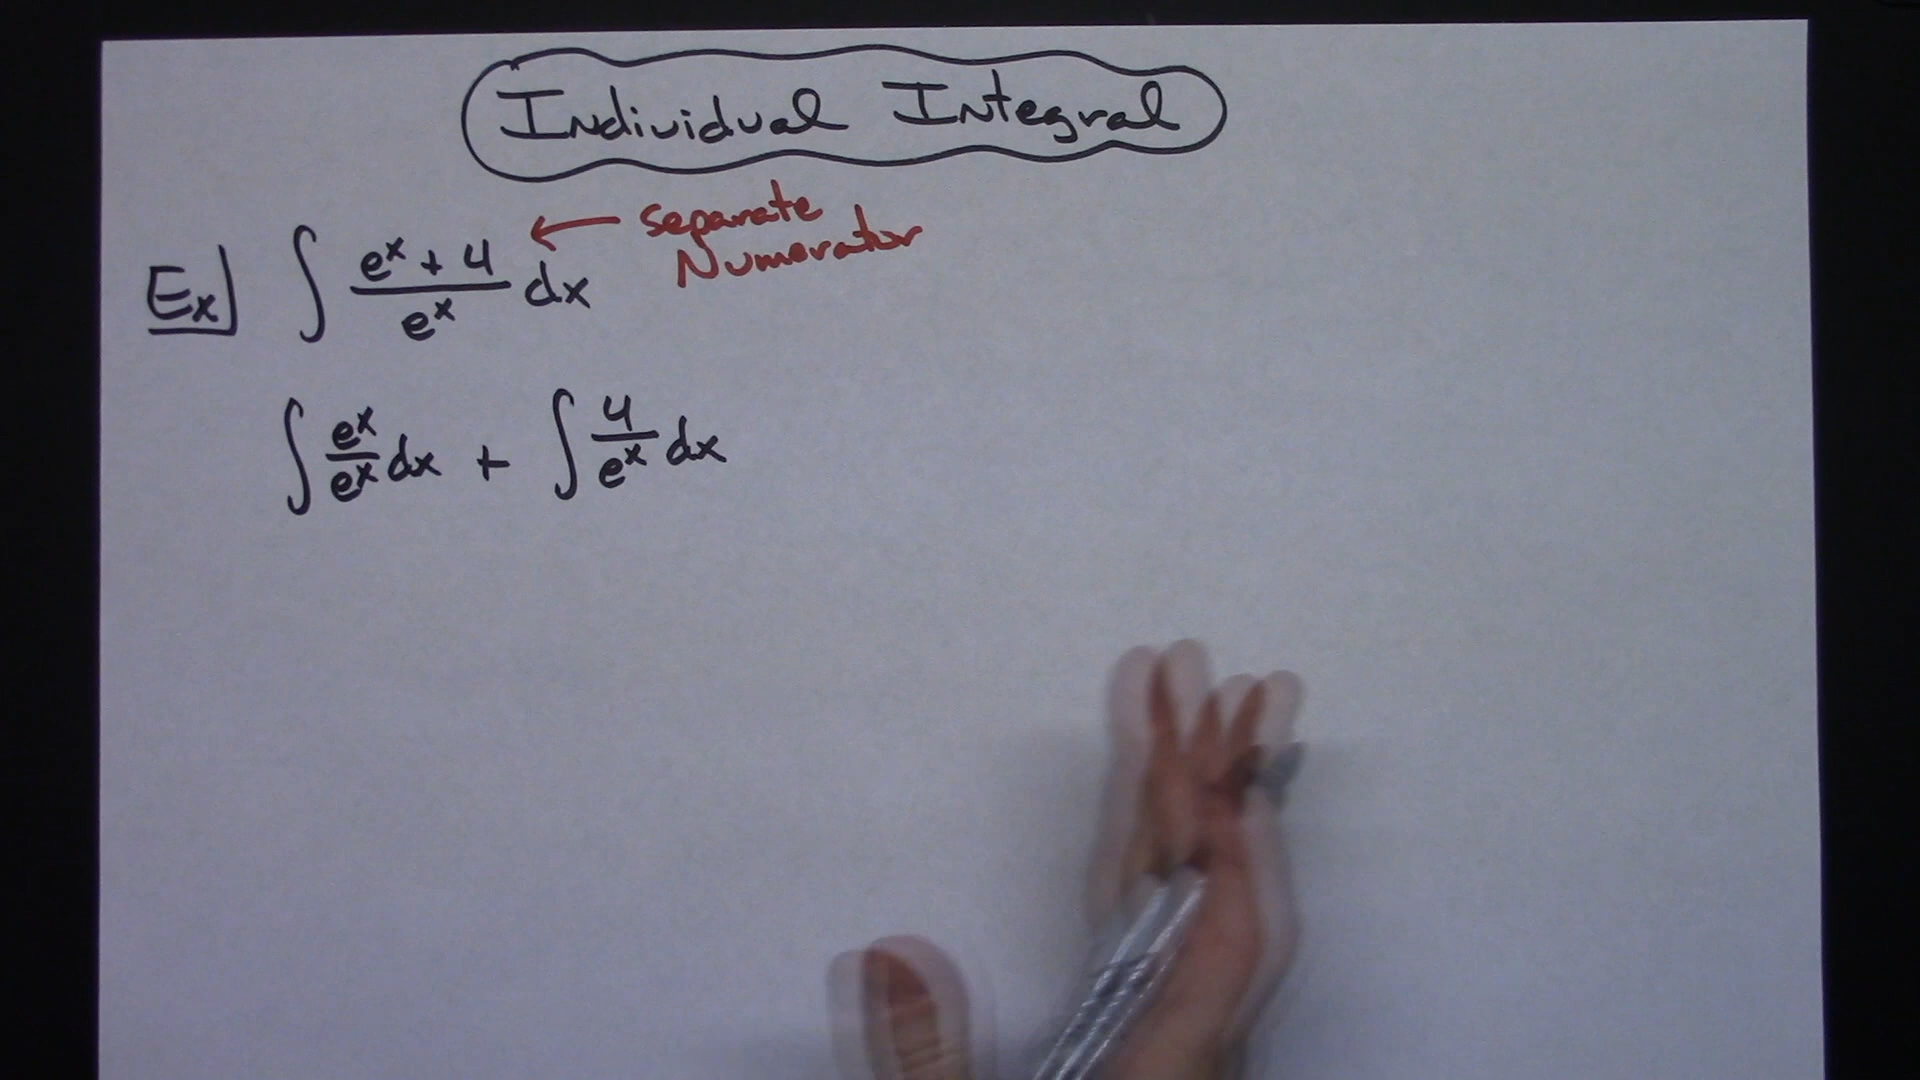 Individual Integral
← separate
Numerator
Ex] ∫ (e^x + 4)/(e^x) dx
∫ e^x/e^x dx + ∫ 4/e^x dx